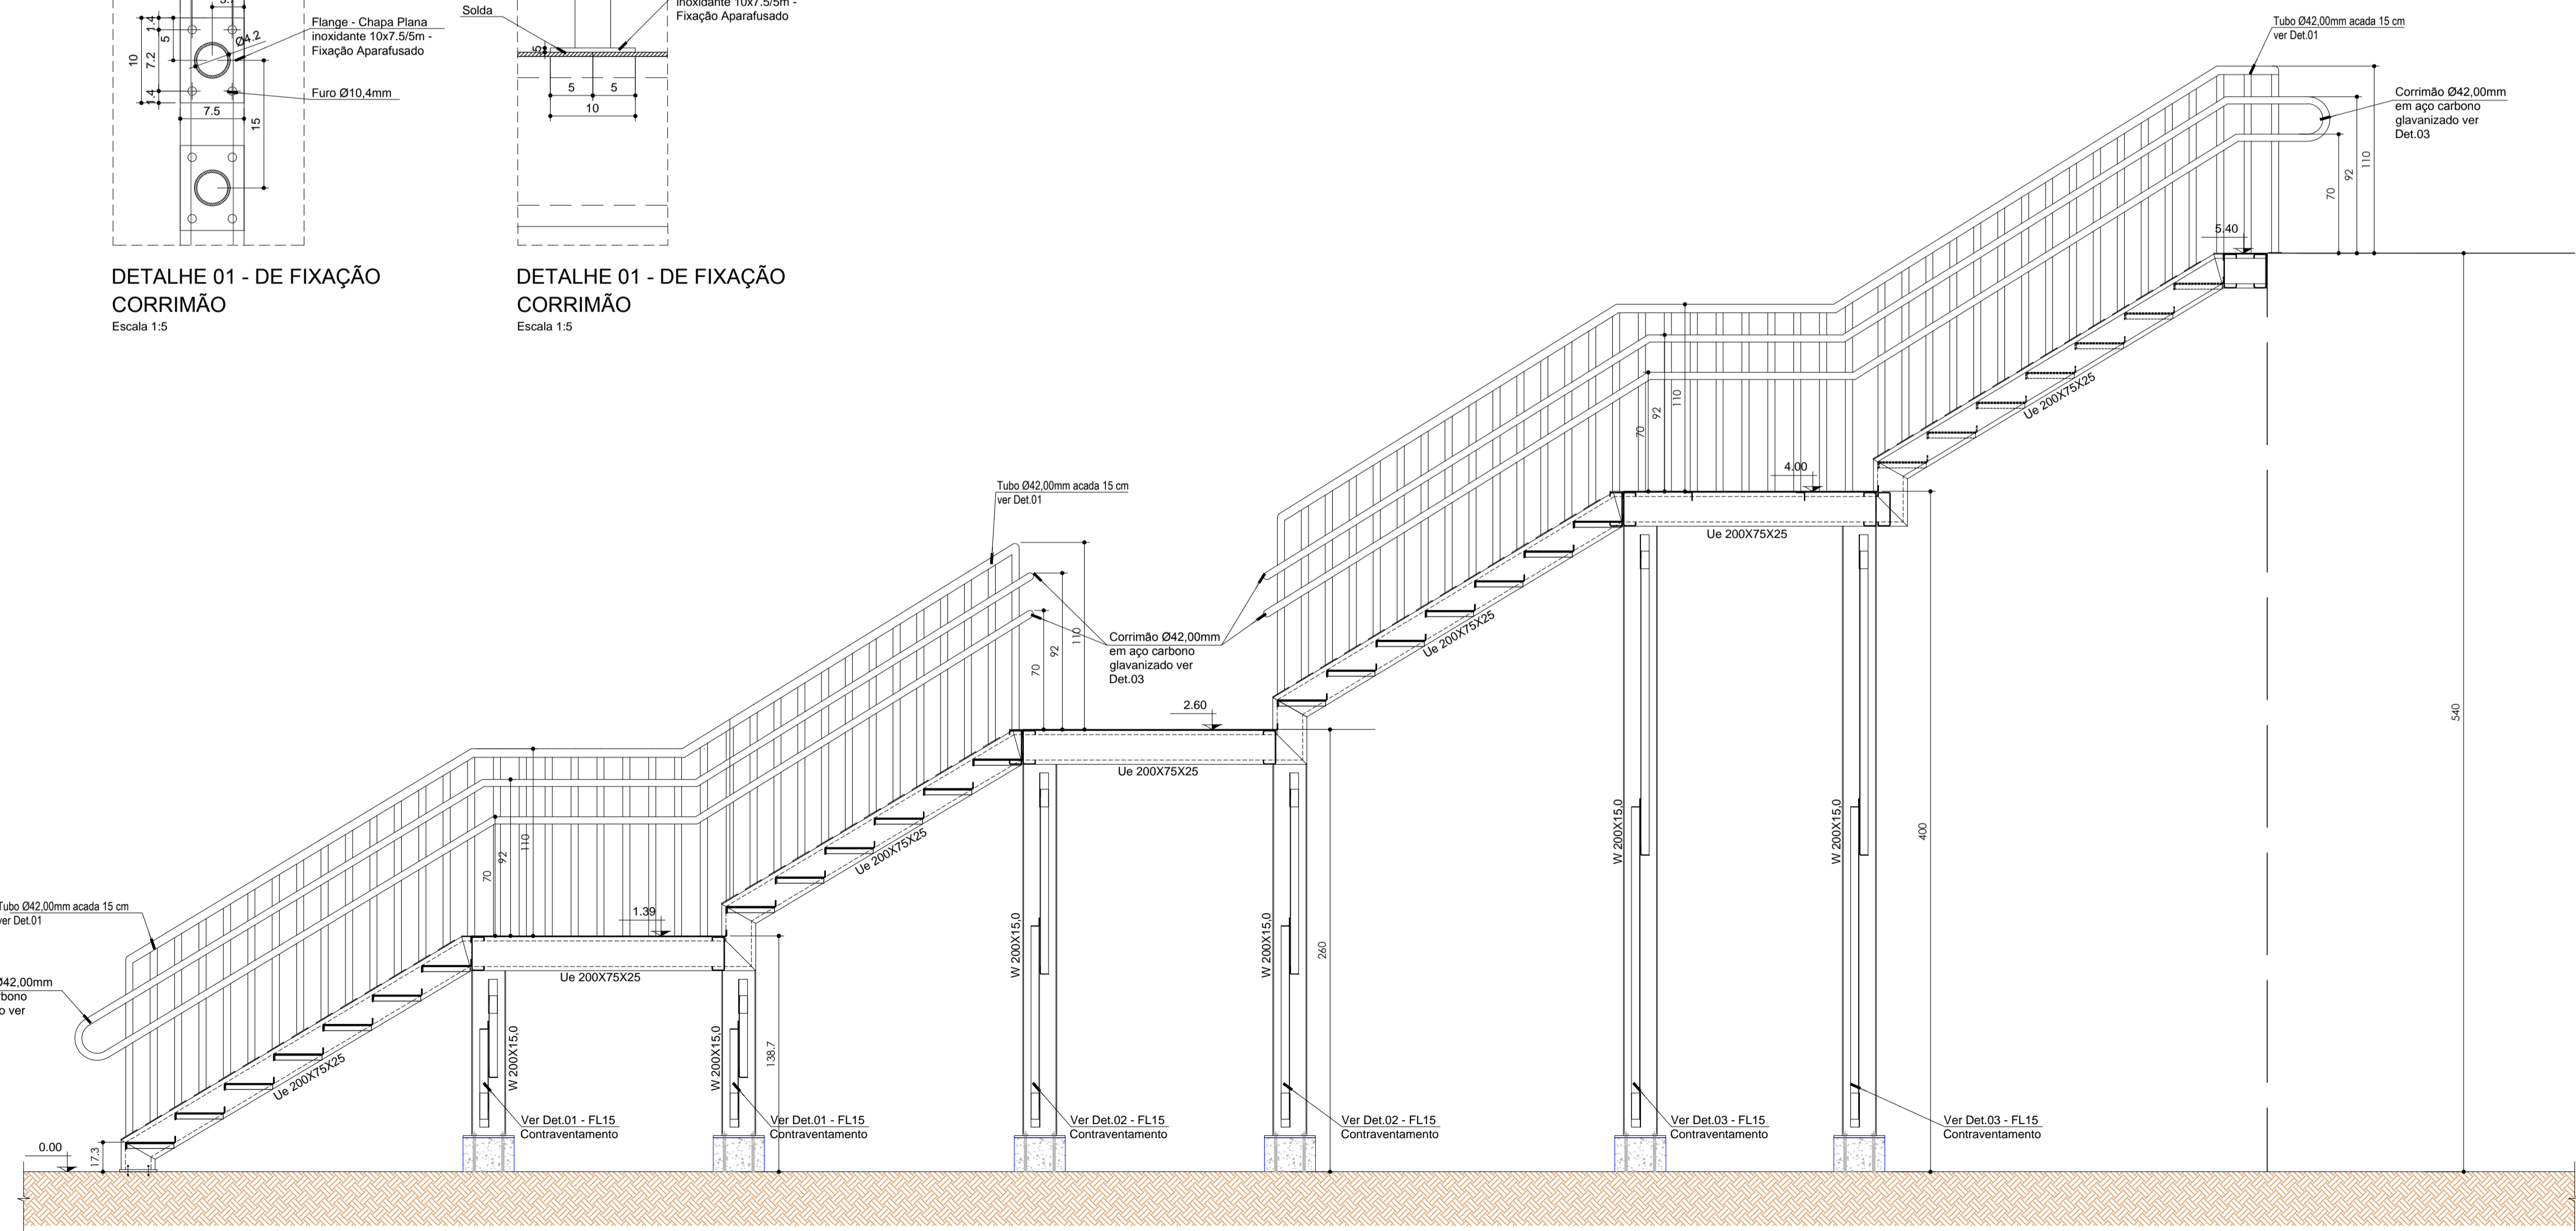 3.7
1.4
5
Ø4.2
10
7.2
1.4
7.5
15
Flange - Chapa Plana
inoxidante 10x7.5/5m -
Fixação Aparafusado
Furo Ø10,4mm
DETALHE 01 - DE FIXAÇÃO
CORRIMÃO
Escala 1:5
Solda
inoxidante 10x7.5/5m -
Fixação Aparafusado
.5
5
5
10
DETALHE 01 - DE FIXAÇÃO
CORRIMÃO
Escala 1:5
Tubo Ø42,00mm acada 15 cm
ver Det.01
Corrimão Ø42,00mm
em aço carbono
glavanizado ver
Det.03
70
92
110
5.40
Ue 200X75X25
70
92
110
4.00
Ue 200X75X25
Ue 200X75X25
Tubo Ø42,00mm acada 15 cm
ver Det.01
Corrimão Ø42,00mm
em aço carbono
glavanizado ver
Det.03
70
92
110
2.60
Ue 200X75X25
Ue 200X75X25
70
92
110
1.39
Ue 200X75X25
Tubo Ø42,00mm acada 15 cm
ver Det.01
Ø42,00mm
o ver
Ue 200X75X25
0.00
17.3
W 200X15,0
W 200X15,0
138.7
W 200X15,0
W 200X15,0
260
W 200X15,0
W 200X15,0
400
540
Ver Det.01 - FL15
Contraventamento
Ver Det.01 - FL15
Contraventamento
Ver Det.02 - FL15
Contraventamento
Ver Det.02 - FL15
Contraventamento
Ver Det.03 - FL15
Contraventamento
Ver Det.03 - FL15
Contraventamento